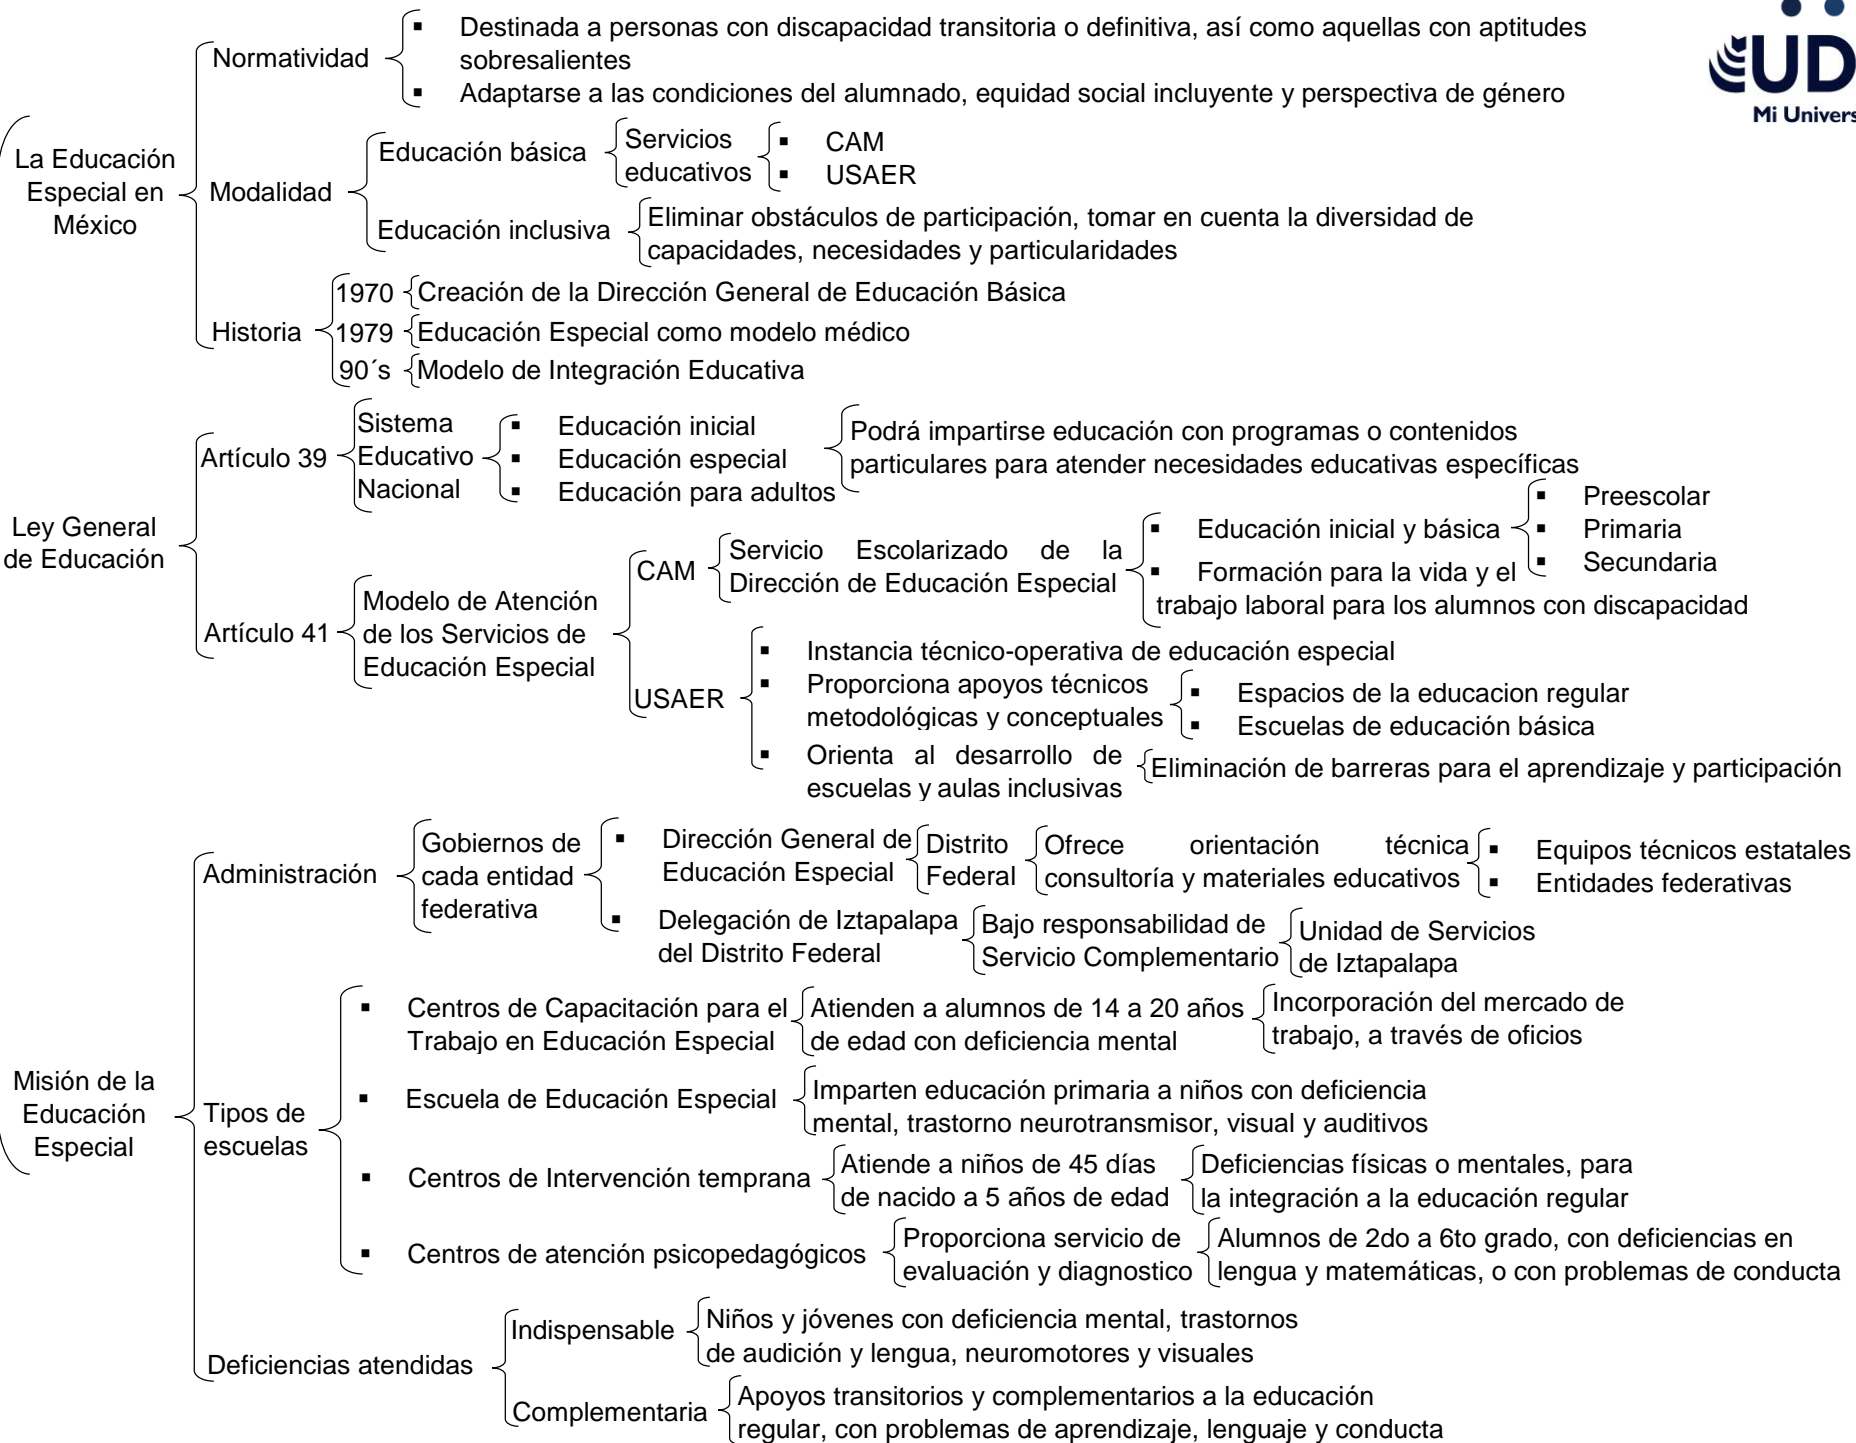 UD
Mi Univers
La Educación
Especial en
México
Normatividad
▪ Destinada a personas con discapacidad transitoria o definitiva, así como aquellas con aptitudes
sobresalientes
▪ Adaptarse a las condiciones del alumnado, equidad social incluyente y perspectiva de género
Modalidad
Educación básica
Servicios
educativos
▪ CAM
▪ USAER
Educación inclusiva
Eliminar obstáculos de participación, tomar en cuenta la diversidad de
capacidades, necesidades y particularidades
Historia
1970
Creación de la Dirección General de Educación Básica
1979
Educación Especial como modelo médico
90´s
Modelo de Integración Educativa
Ley General
de Educación
Artículo 39
Sistema
Educativo
Nacional
▪ Educación inicial
▪ Educación especial
▪ Educación para adultos
Podrá impartirse educación con programas o contenidos
particulares para atender necesidades educativas específicas
Artículo 41
Modelo de Atención
de los Servicios de
Educación Especial
CAM
Servicio Escolarizado de la
Dirección de Educación Especial
▪ Educación inicial y básica
▪ Preescolar
▪ Primaria
▪ Secundaria
▪ Formación para la vida y el
trabajo laboral para los alumnos con discapacidad
USAER
▪ Instancia técnico-operativa de educación especial
▪ Proporciona apoyos técnicos
metodológicas y conceptuales
▪ Espacios de la educacion regular
▪ Escuelas de educación básica
▪ Orienta al desarrollo de
escuelas y aulas inclusivas
Eliminación de barreras para el aprendizaje y participación
Misión de la
Educación
Especial
Administración
Gobiernos de
cada entidad
federativa
▪ Dirección General de
Educación Especial
Distrito
Federal
Ofrece orientación técnica
consultoría y materiales educativos
▪ Equipos técnicos estatales
▪ Entidades federativas
▪ Delegación de Iztapalapa
del Distrito Federal
Bajo responsabilidad de
Servicio Complementario
Unidad de Servicios
de Iztapalapa
Tipos de
escuelas
▪ Centros de Capacitación para el
Trabajo en Educación Especial
Atienden a alumnos de 14 a 20 años
de edad con deficiencia mental
Incorporación del mercado de
trabajo, a través de oficios
▪ Escuela de Educación Especial
Imparten educación primaria a niños con deficiencia
mental, trastorno neurotransmisor, visual y auditivos
▪ Centros de Intervención temprana
Atiende a niños de 45 días
de nacido a 5 años de edad
Deficiencias físicas o mentales, para
la integración a la educación regular
▪ Centros de atención psicopedagógicos
Proporciona servicio de
evaluación y diagnostico
Alumnos de 2do a 6to grado, con deficiencias en
lengua y matemáticas, o con problemas de conducta
Deficiencias atendidas
Indispensable
Niños y jóvenes con deficiencia mental, trastornos
de audición y lengua, neuromotores y visuales
Complementaria
Apoyos transitorios y complementarios a la educación
regular, con problemas de aprendizaje, lenguaje y conducta